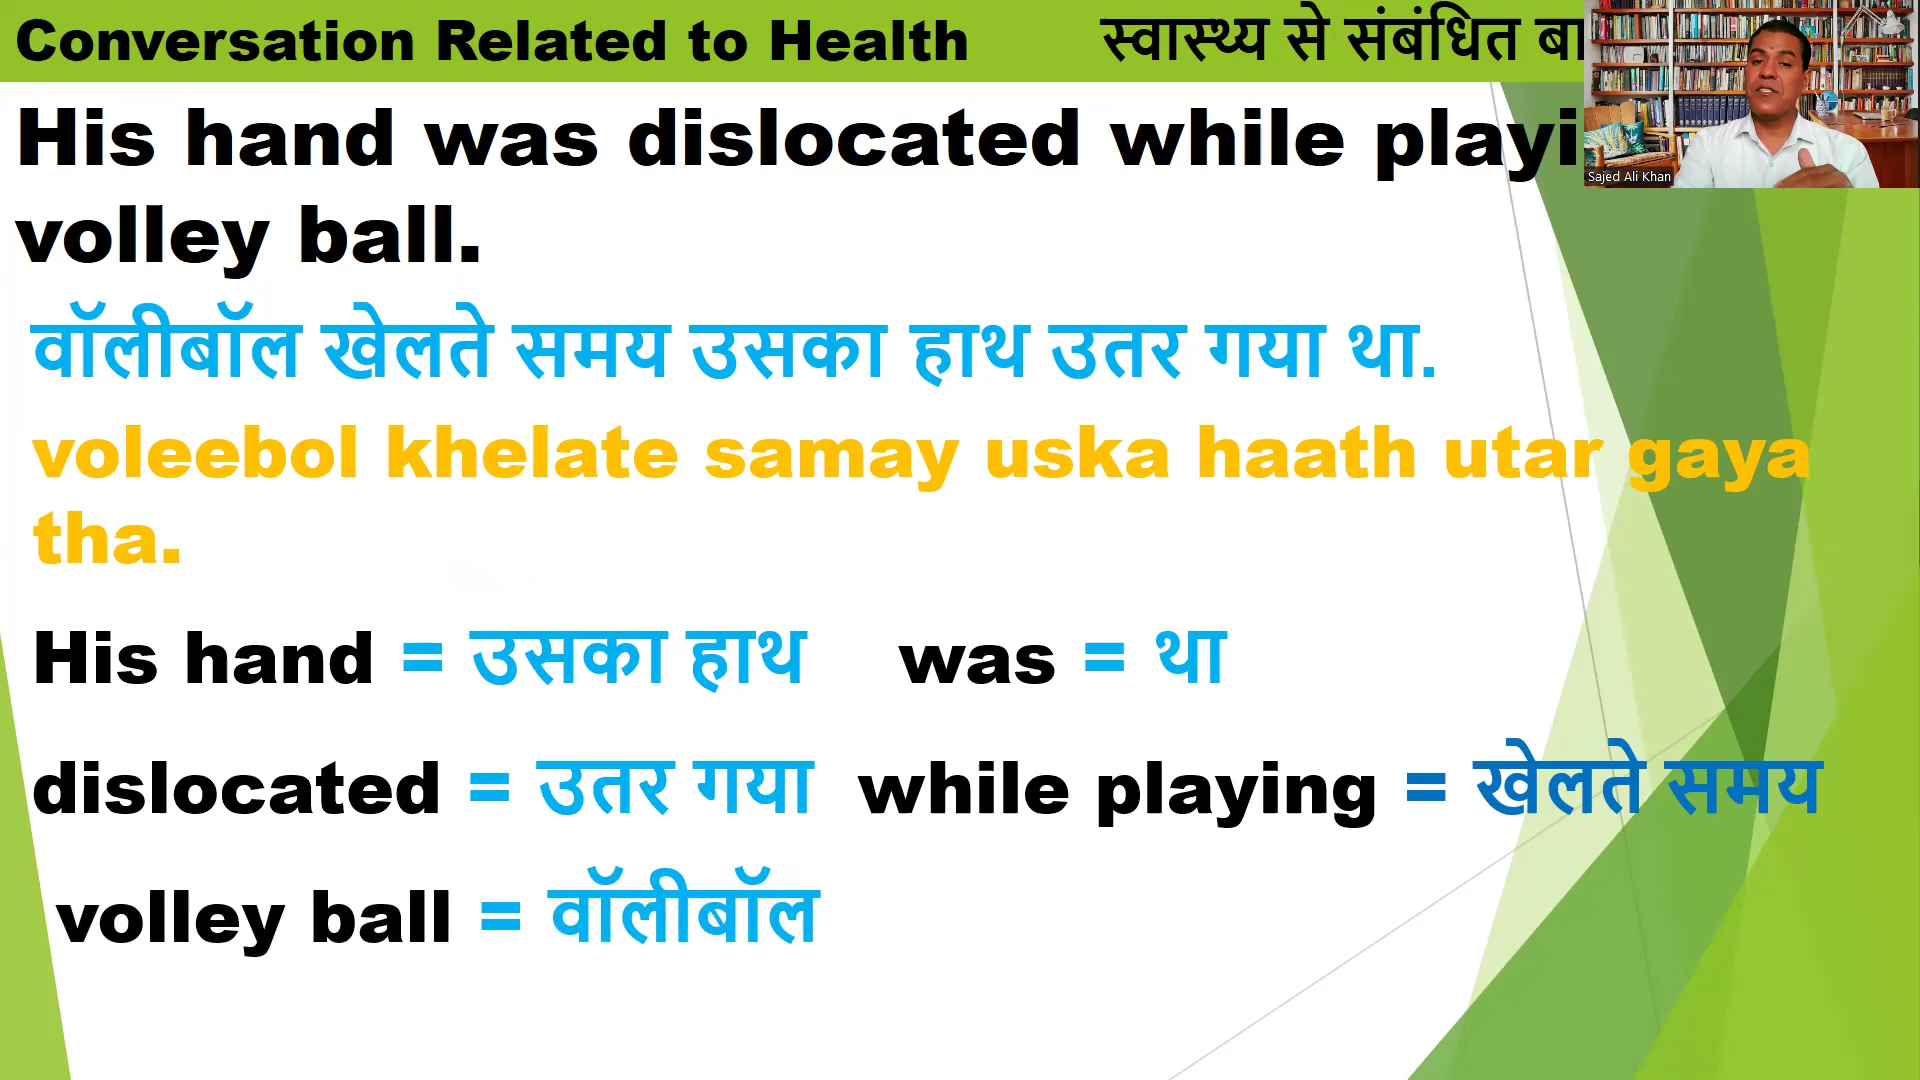 Conversation Related to Health स्वास्थ्य से संबंधित
His hand was dislocated while
volley ball.
Sajed Ali Khan
वॉलीबॉल खेलते समय उसका हाथ उतर गया था.
voleebol khelate samay uska haath utar gaya
tha.
His hand = उसका हाथ was = था
dislocated = उतर गया while playing = खेलते समय
volley ball = वॉलीबॉल